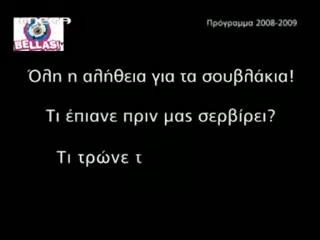 Πρόγραμμα 2008-2009
BELLAS!
Όλη η αλήθεια για τα σουβλάκια!
Τι έπιανε πριν μας σερβίρει?
Τι τρώνε τ